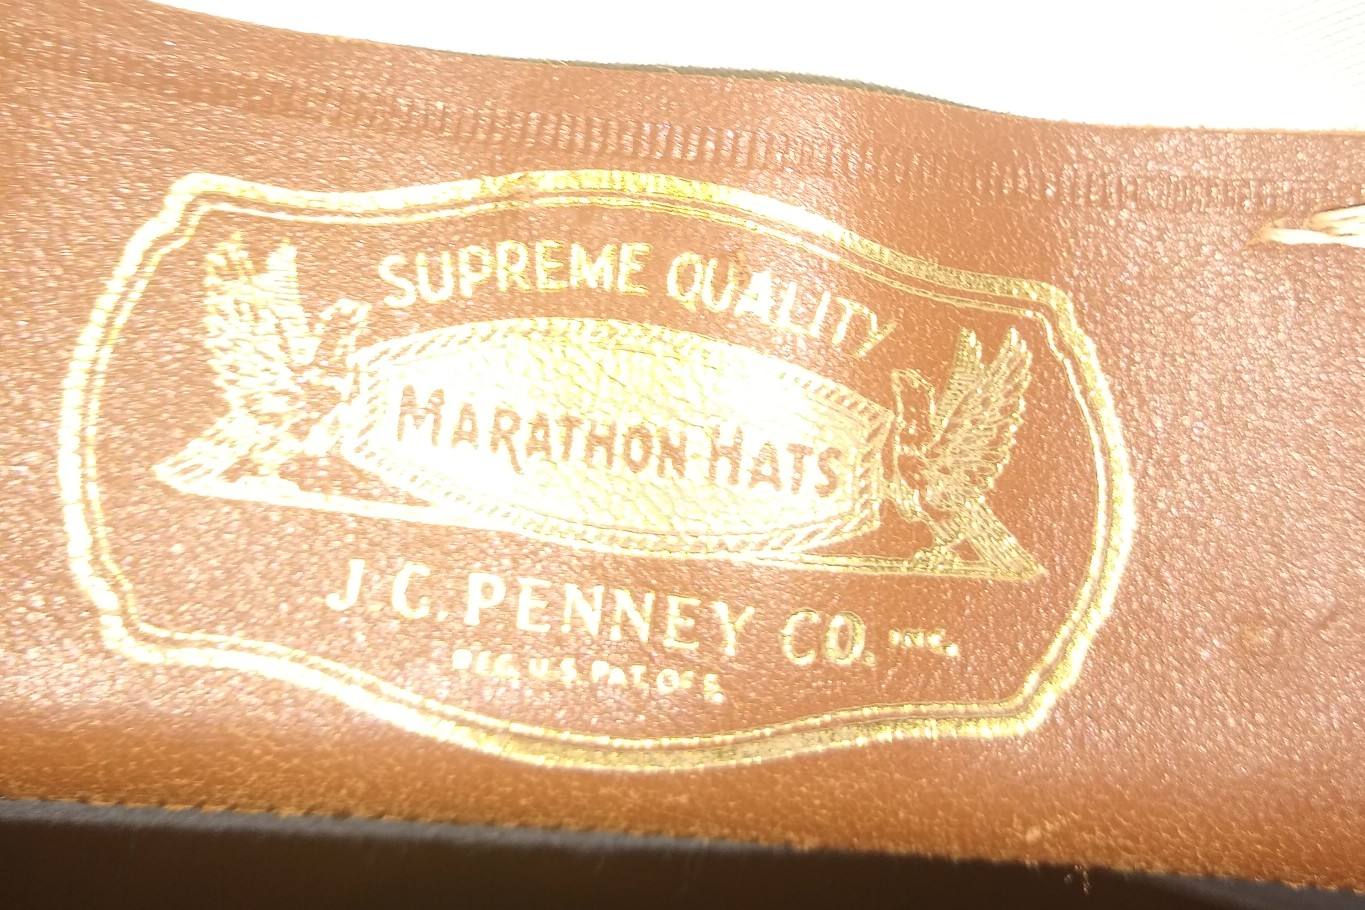 SUPREME QUALITY
MARATHON HATS
J.C. PENNEY CO. INC.
REG. U.S. PAT. OFF.